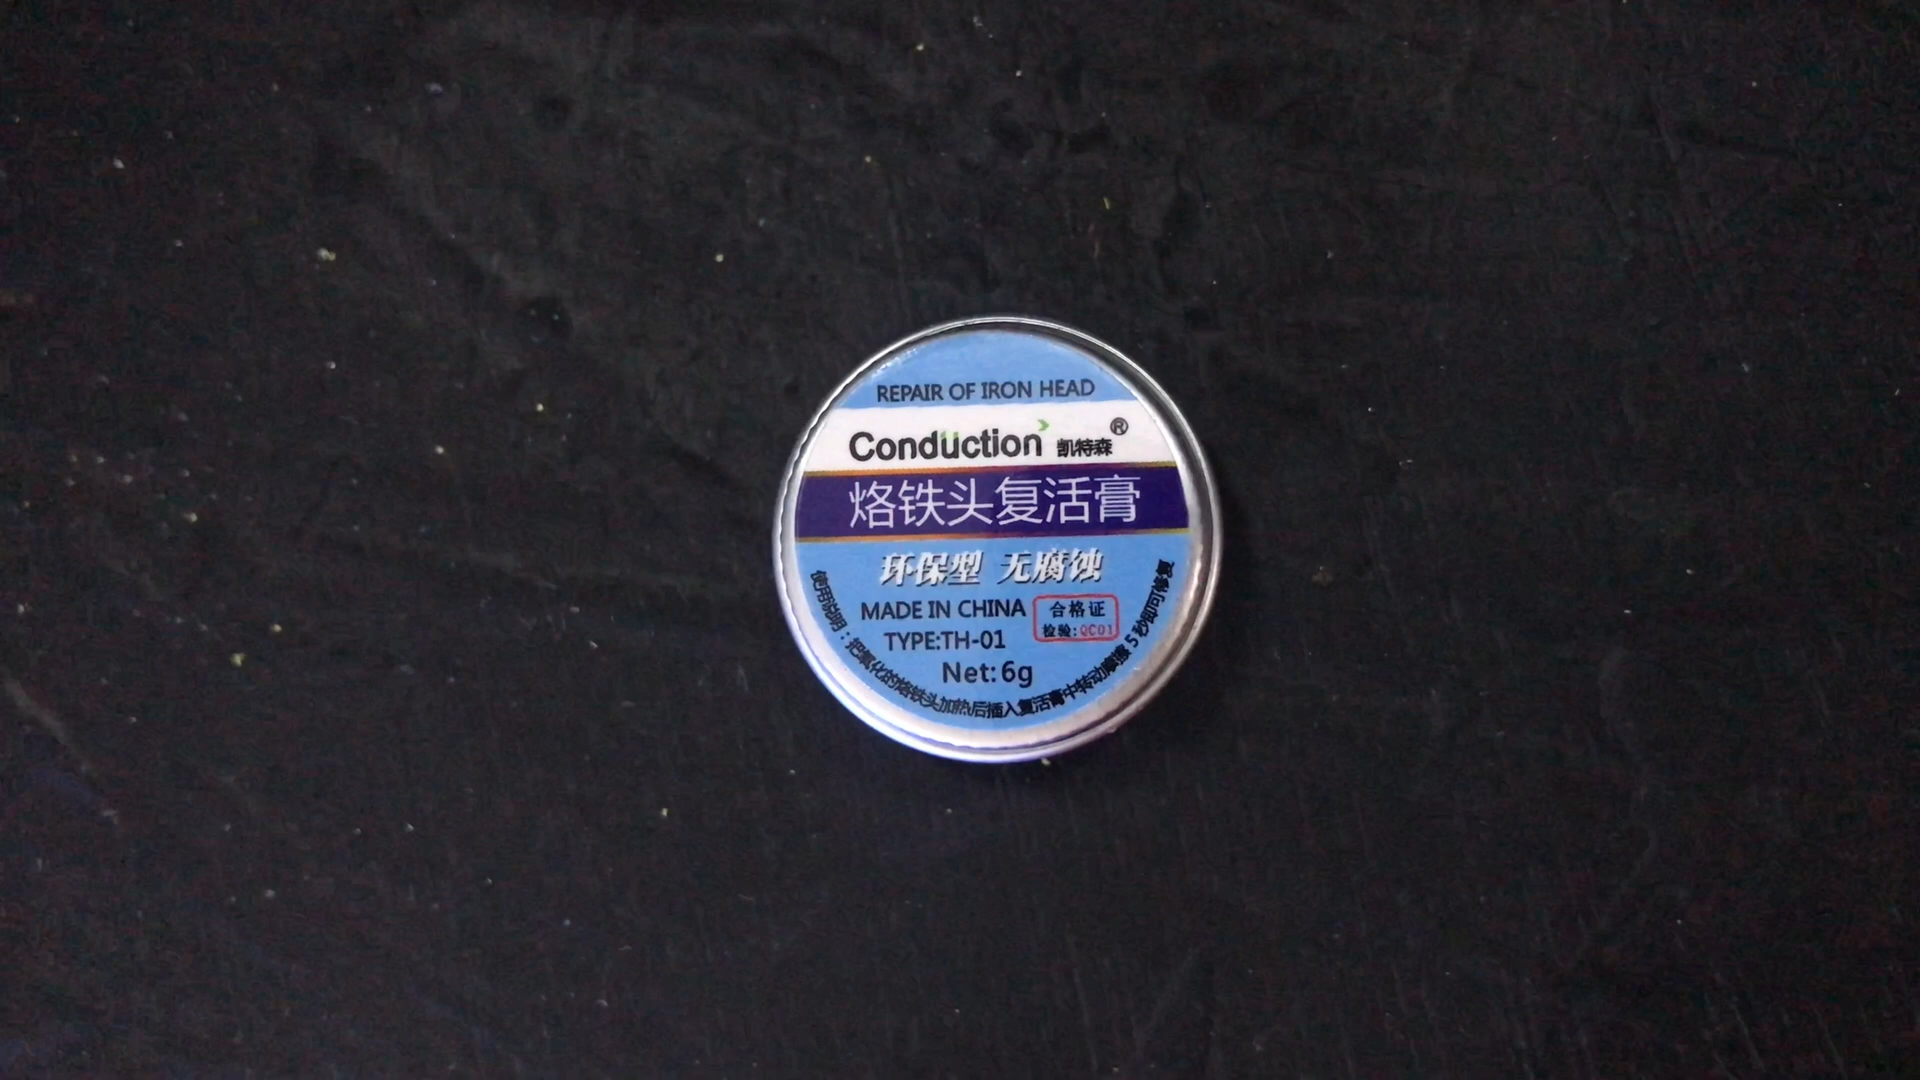 REPAIR OF IRON HEAD
Conduction 凯特森®
烙铁头复活膏
环保型 无腐蚀
MADE IN CHINA
合格证
TYPE:TH-01
检验:QC01
Net:6g
使用说明：把氧化的烙铁头加热后插入复活膏中转动摩擦5秒即可修复